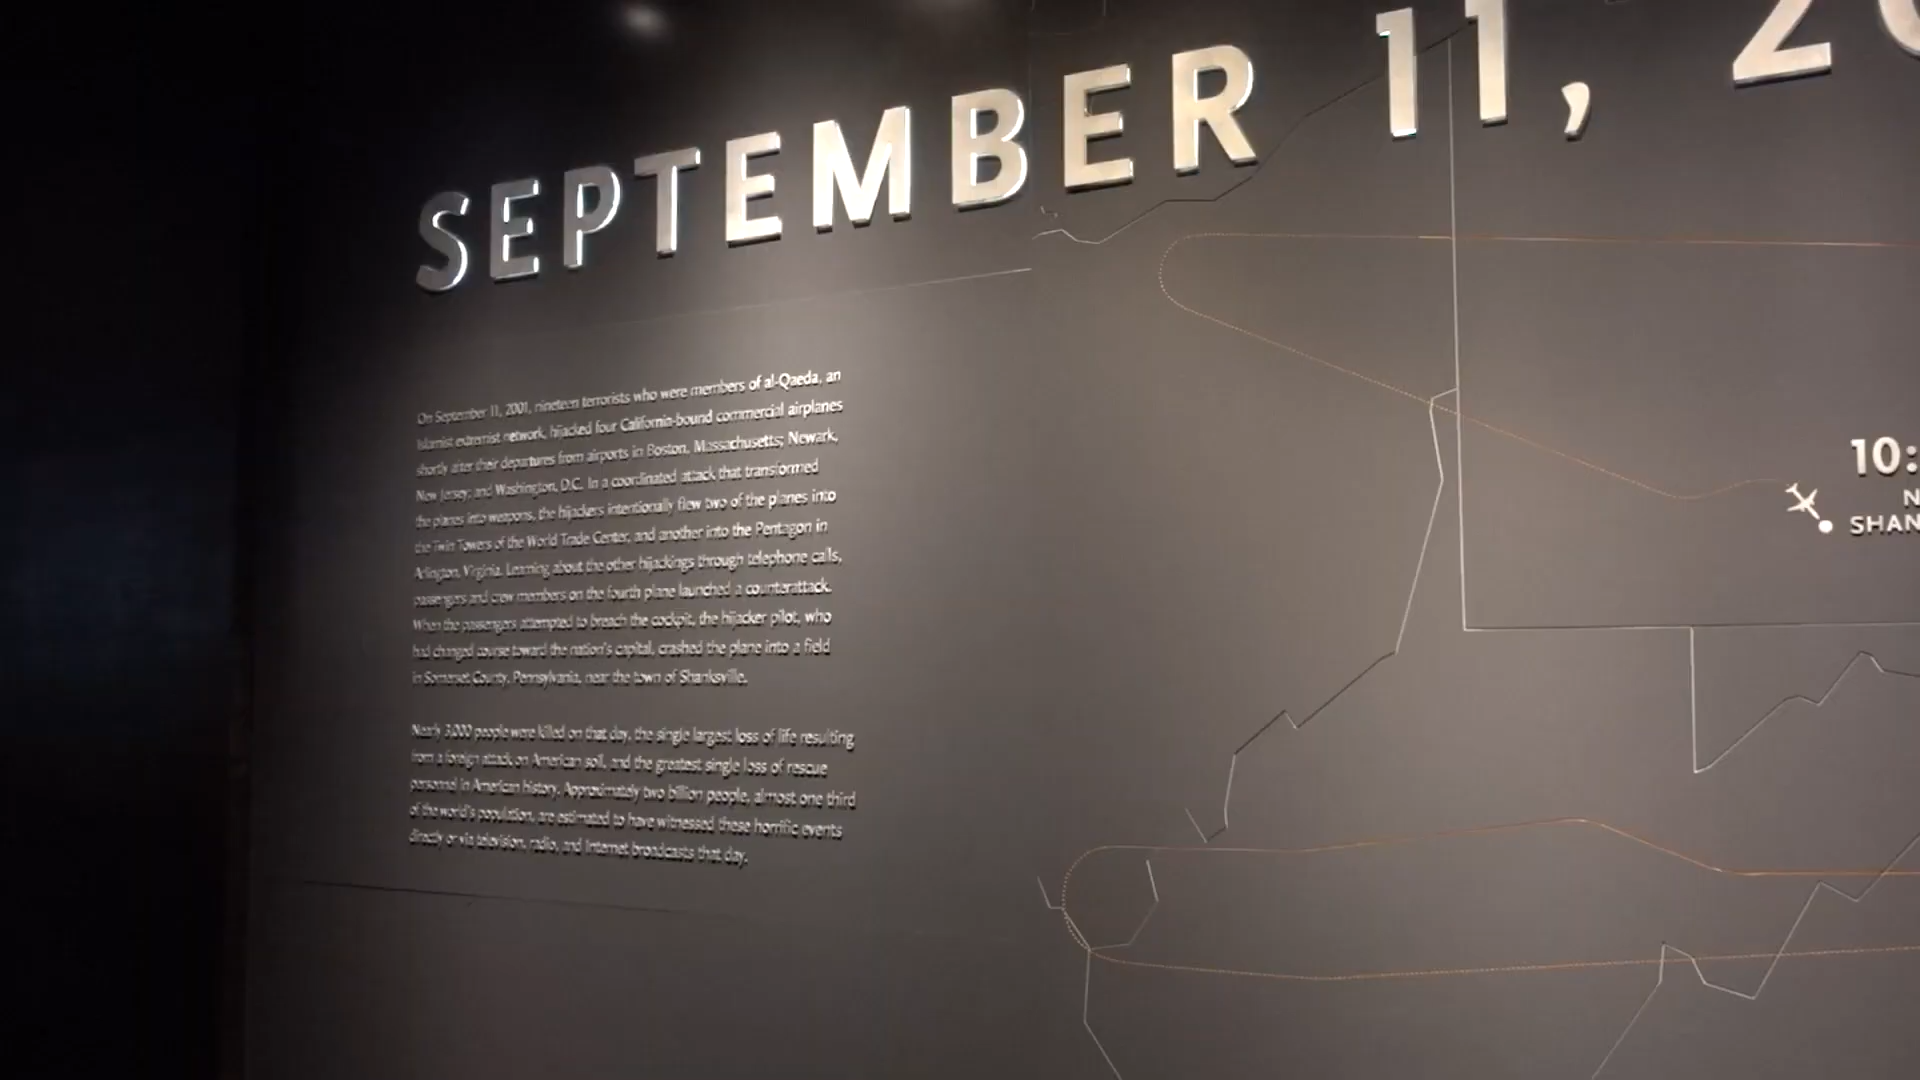 SEPTEMBER 11, 20
On September 11, 2001, nineteen terrorists who were members of al-Qaeda, an
Islamist extremist network, hijacked four California-bound commercial airplanes
shortly after their departures from airports in Boston, Massachusetts; Newark,
New Jersey; and Washington, D.C. In a coordinated attack that transformed
the planes into weapons, the hijackers intentionally flew two of the planes into
the Twin Towers of the World Trade Center, and another into the Pentagon in
Arlington, Virginia. Learning about the other hijackings through telephone calls,
passengers and crew members on the fourth plane launched a counterattack.
When the passengers attempted to breach the cockpit, the hijacker pilot, who
had changed course toward the nation's capital, crashed the plane into a field
in Somerset County, Pennsylvania, near the town of Shanksville.
Nearly 3,000 people were killed on that day, the single largest loss of life resulting
from a foreign attack on American soil, and the greatest single loss of rescue
personnel in American history. Approximately two billion people, almost one third
of the world's population, are estimated to have witnessed these horrific events
directly or via television, radio, and Internet broadcasts that day.
10:
N
SHAN